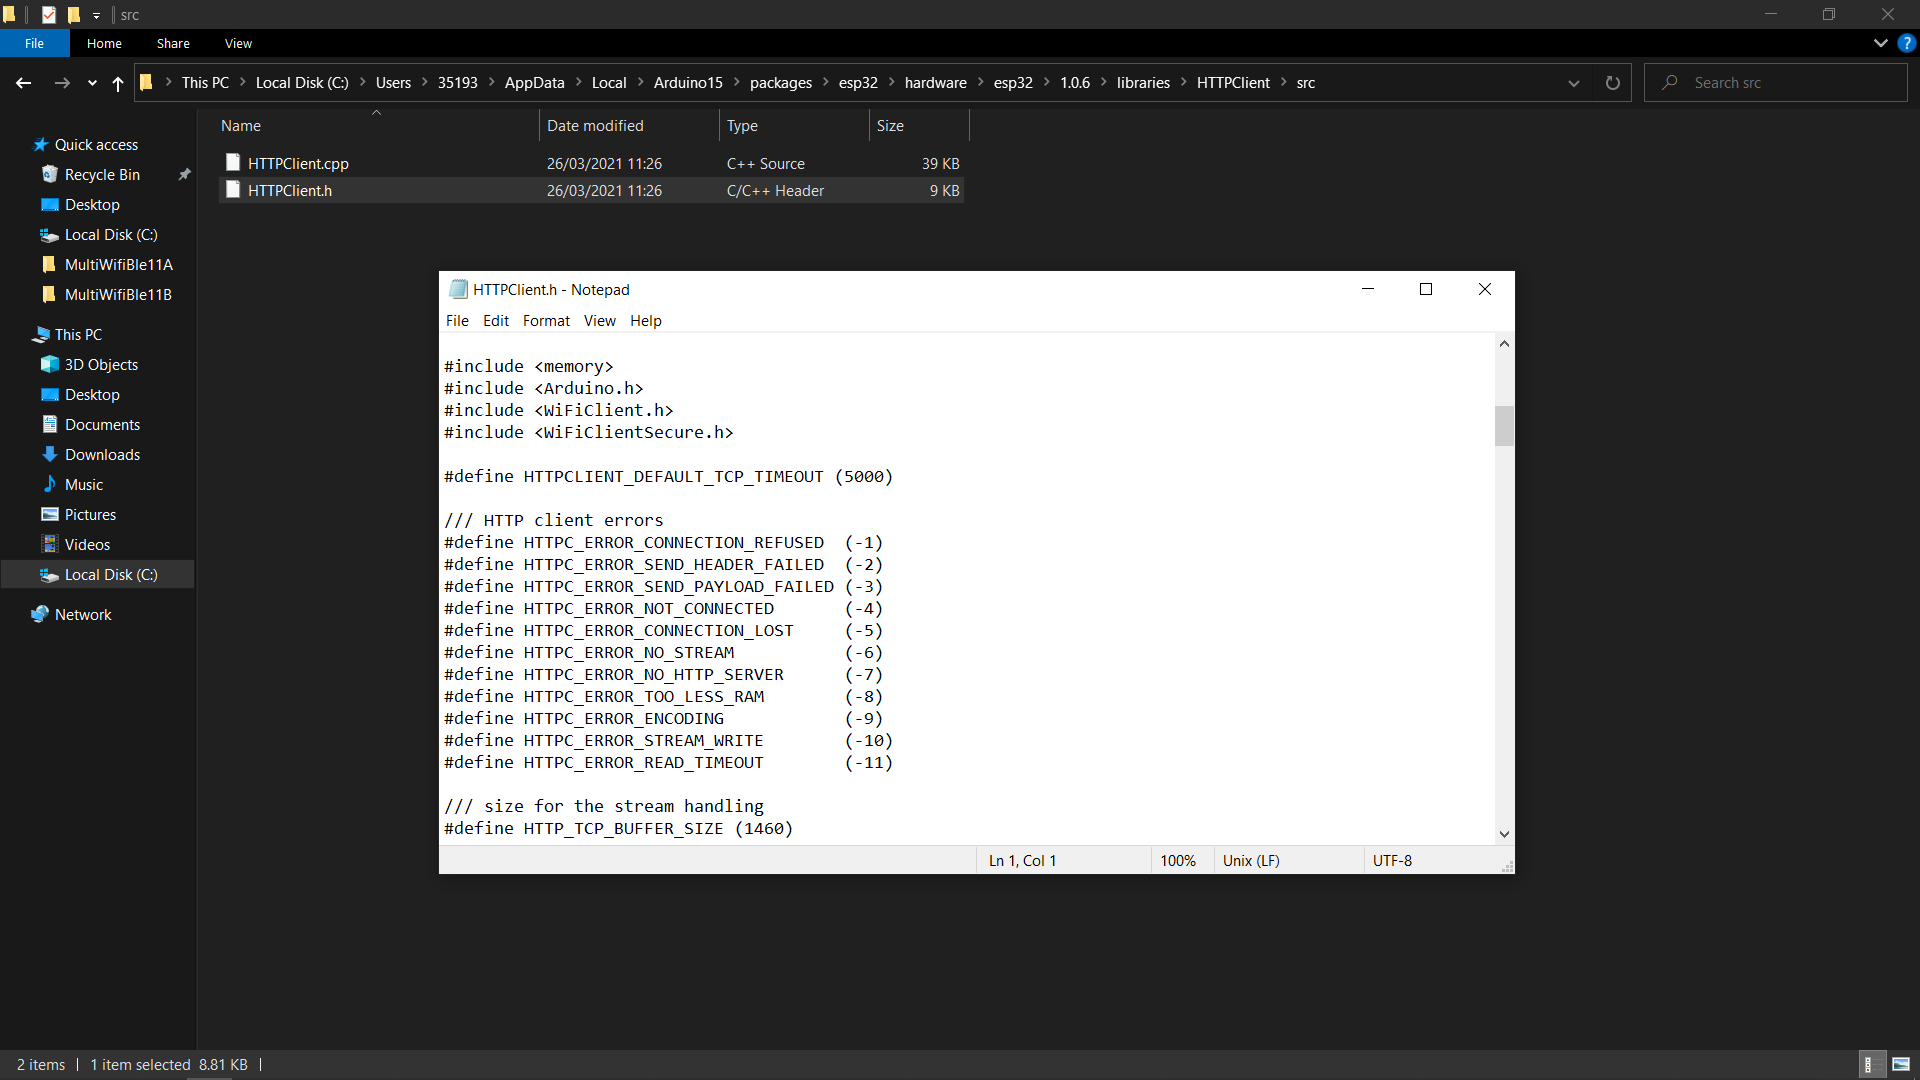 src
File Home Share View
This PC Local Disk (C:) Users 35193 AppData Local Arduino15 packages esp32 hardware esp32 1.0.6 libraries HTTPClient src
Search src
Name Date modified Type Size
HTTPClient.cpp 26/03/2021 11:26 C++ Source 39 KB
HTTPClient.h 26/03/2021 11:26 C/C++ Header 9 KB
Quick access
Recycle Bin
Desktop
Local Disk (C:)
MultiWifiBle11A
MultiWifiBle11B
This PC
3D Objects
Desktop
Documents
Downloads
Music
Pictures
Videos
Local Disk (C:)
Network
HTTPClient.h - Notepad
File Edit Format View Help
#include <memory>
#include <Arduino.h>
#include <WiFiClient.h>
#include <WiFiClientSecure.h>
#define HTTPCLIENT_DEFAULT_TCP_TIMEOUT (5000)
/// HTTP client errors
#define HTTPC_ERROR_CONNECTION_REFUSED  (-1)
#define HTTPC_ERROR_SEND_HEADER_FAILED  (-2)
#define HTTPC_ERROR_SEND_PAYLOAD_FAILED (-3)
#define HTTPC_ERROR_NOT_CONNECTED       (-4)
#define HTTPC_ERROR_CONNECTION_LOST     (-5)
#define HTTPC_ERROR_NO_STREAM           (-6)
#define HTTPC_ERROR_NO_HTTP_SERVER      (-7)
#define HTTPC_ERROR_TOO_LESS_RAM        (-8)
#define HTTPC_ERROR_ENCODING            (-9)
#define HTTPC_ERROR_STREAM_WRITE        (-10)
#define HTTPC_ERROR_READ_TIMEOUT        (-11)
/// size for the stream handling
#define HTTP_TCP_BUFFER_SIZE (1460)
Ln 1, Col 1 100% Unix (LF) UTF-8
2 items 1 item selected 8.81 KB